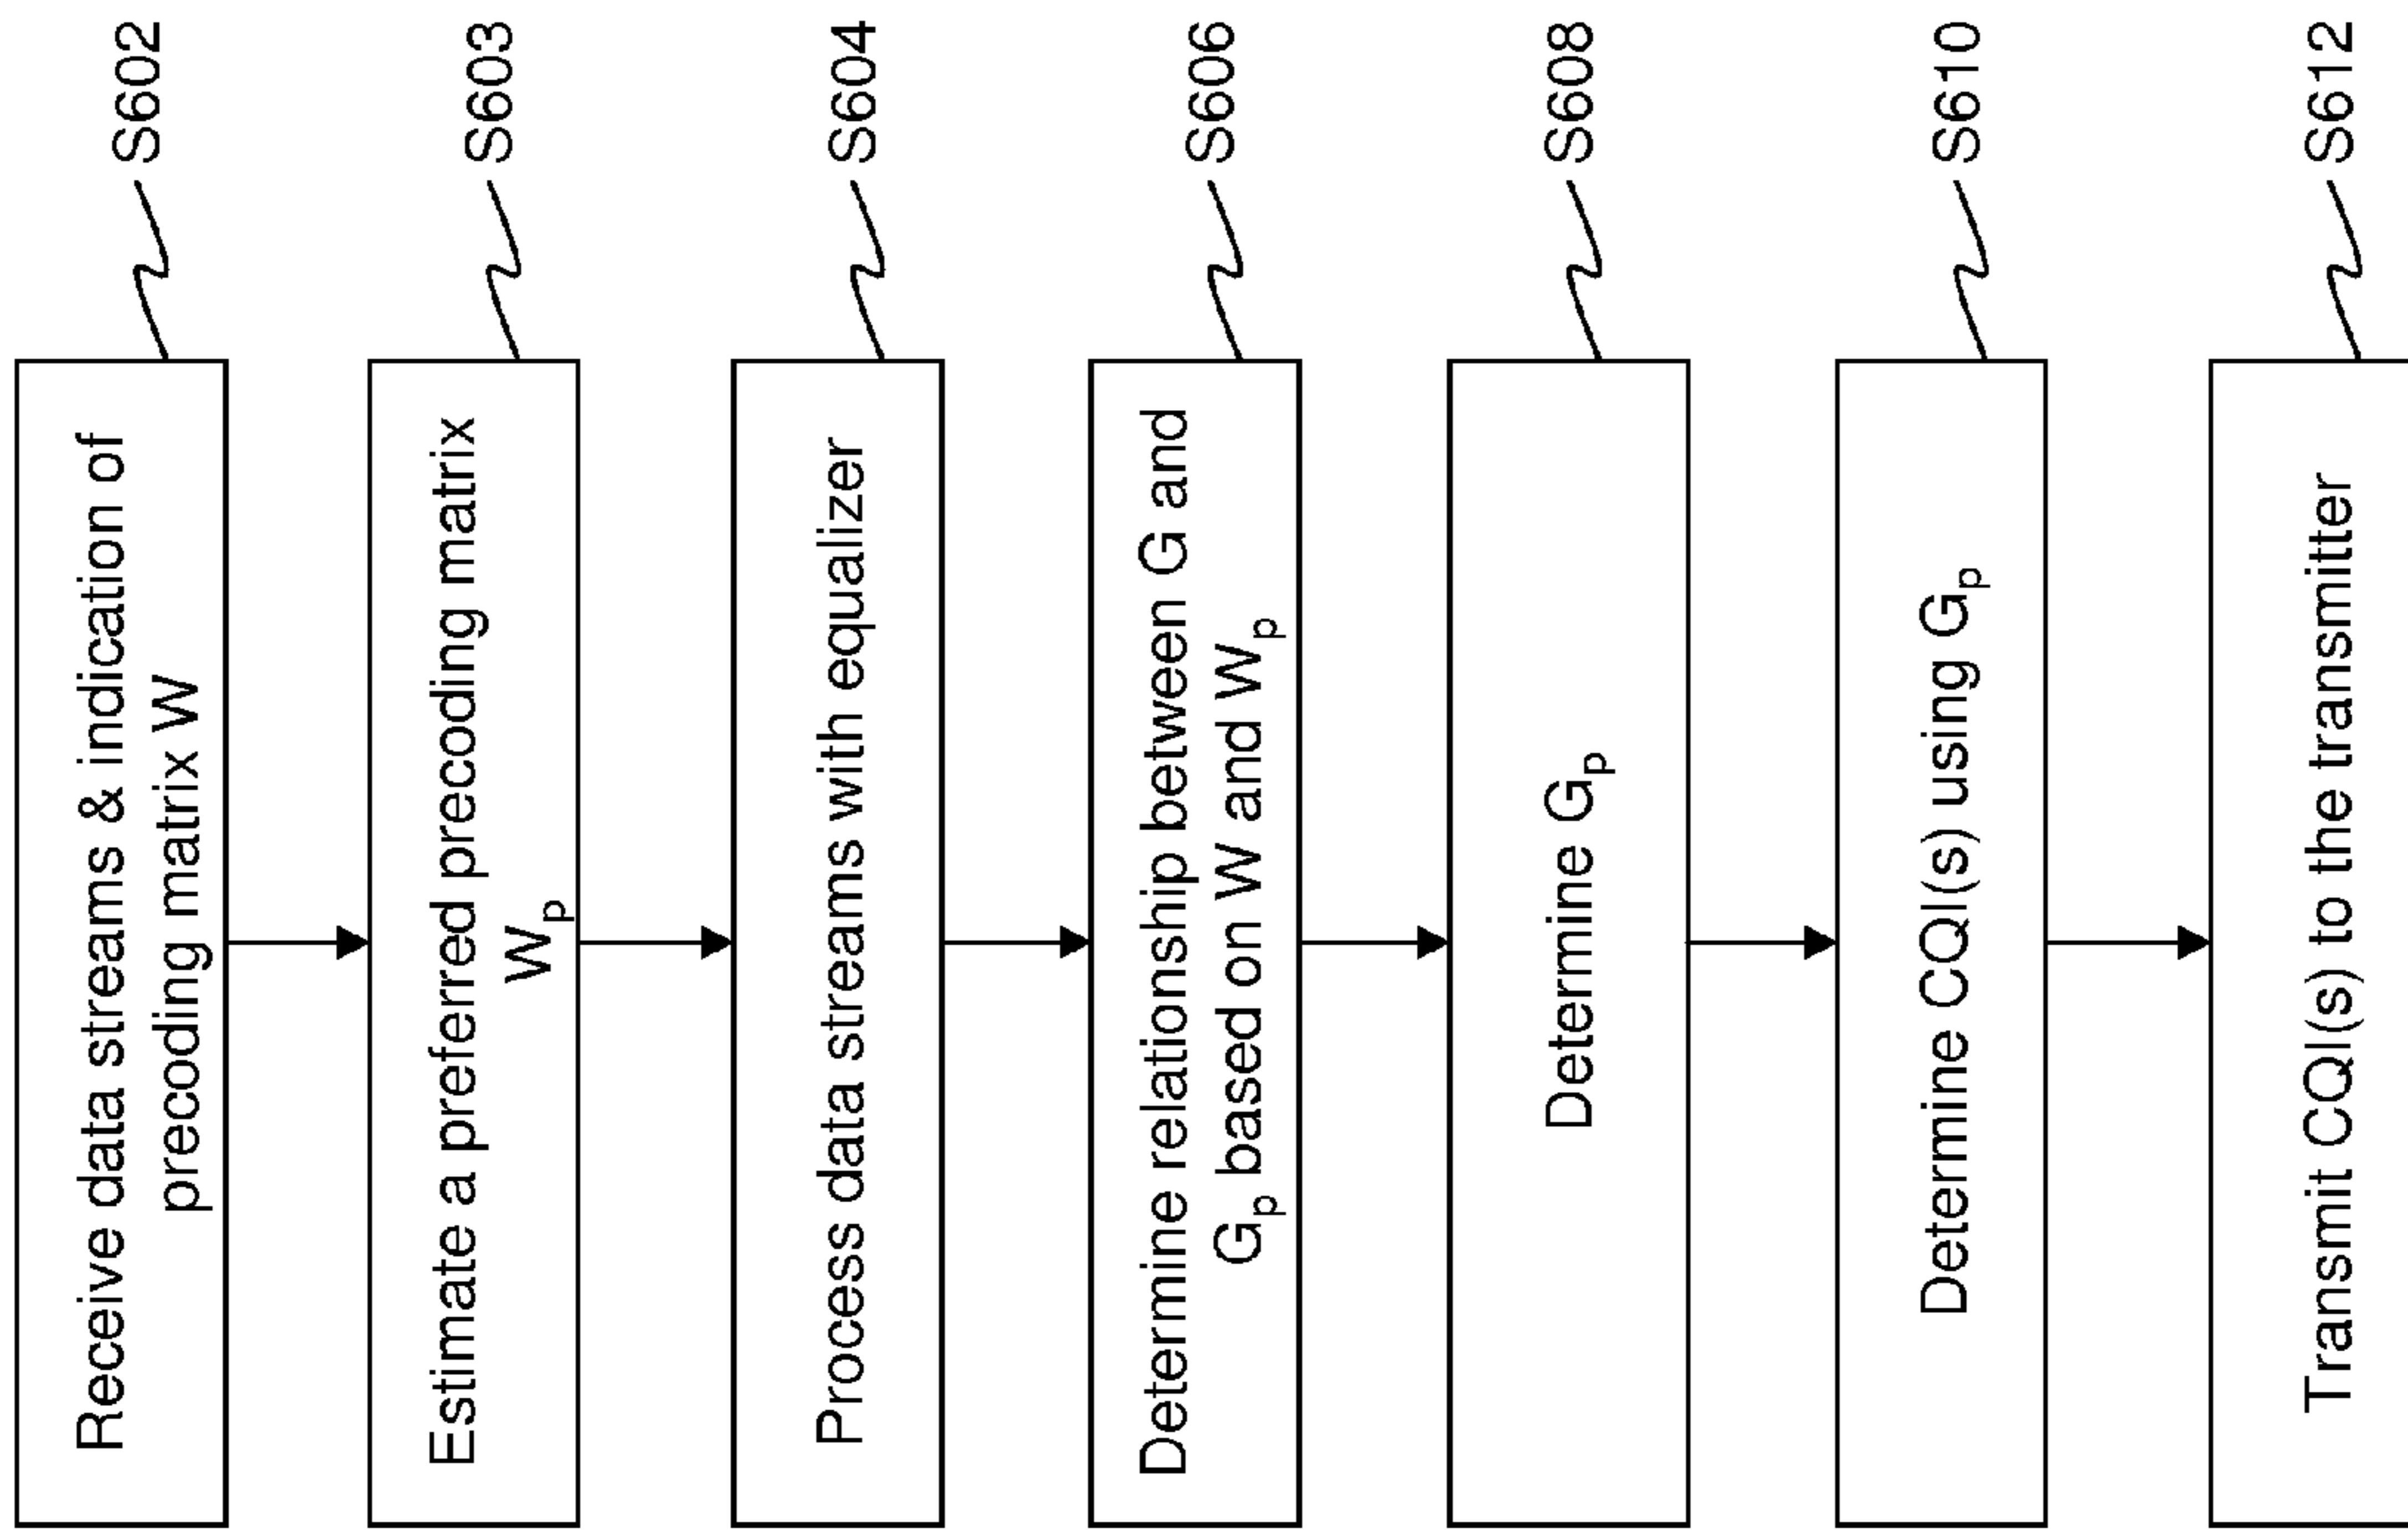 Receive data streams & indication of
precoding matrix W
S602
Estimate a preferred precoding matrix
Wp
S603
Process data streams with equalizer
S604
Determine relationship between G and
Gp based on W and Wp
S606
Determine Gp
S608
Determine CQI(s) using Gp
S610
Transmit CQI(s) to the transmitter
S612